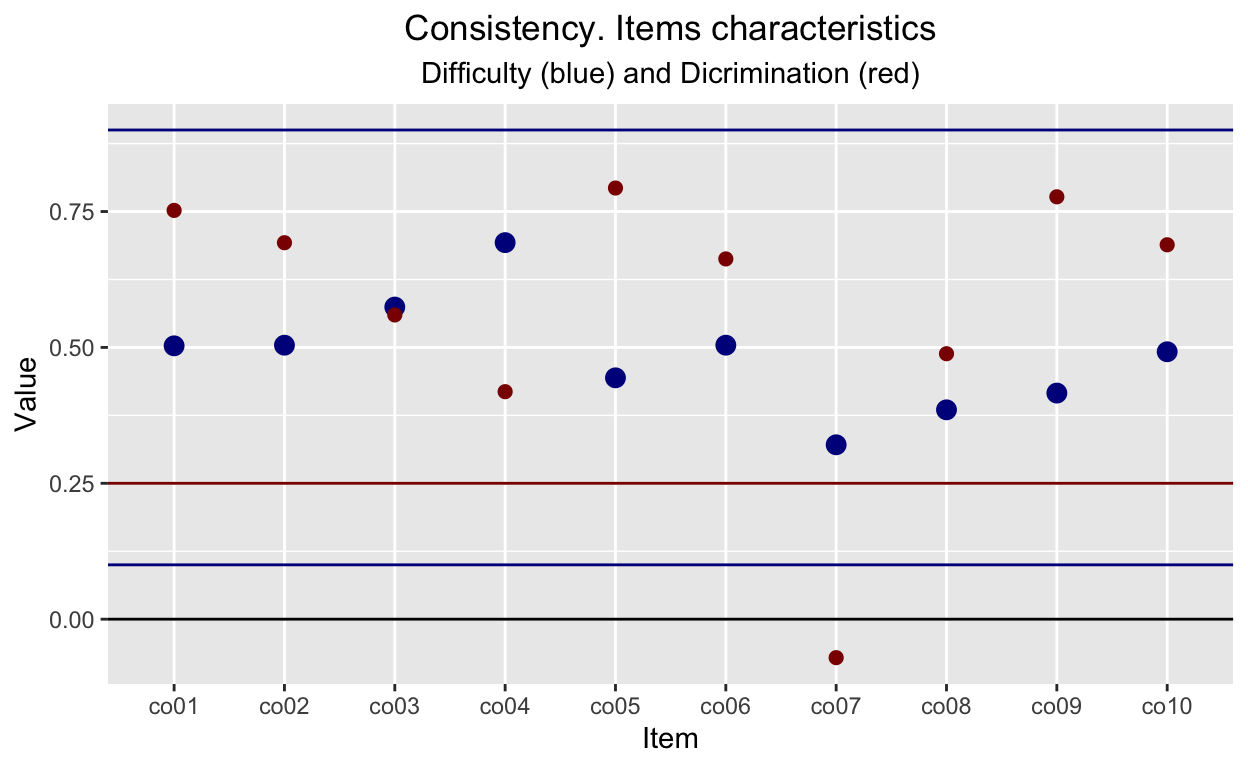 Consistency. Items characteristics
Difficulty (blue) and Dicrimination (red)
Value
0.75
0.50
0.25
0.00
co01 co02 co03 co04 co05 co06 co07 co08 co09 co10
Item